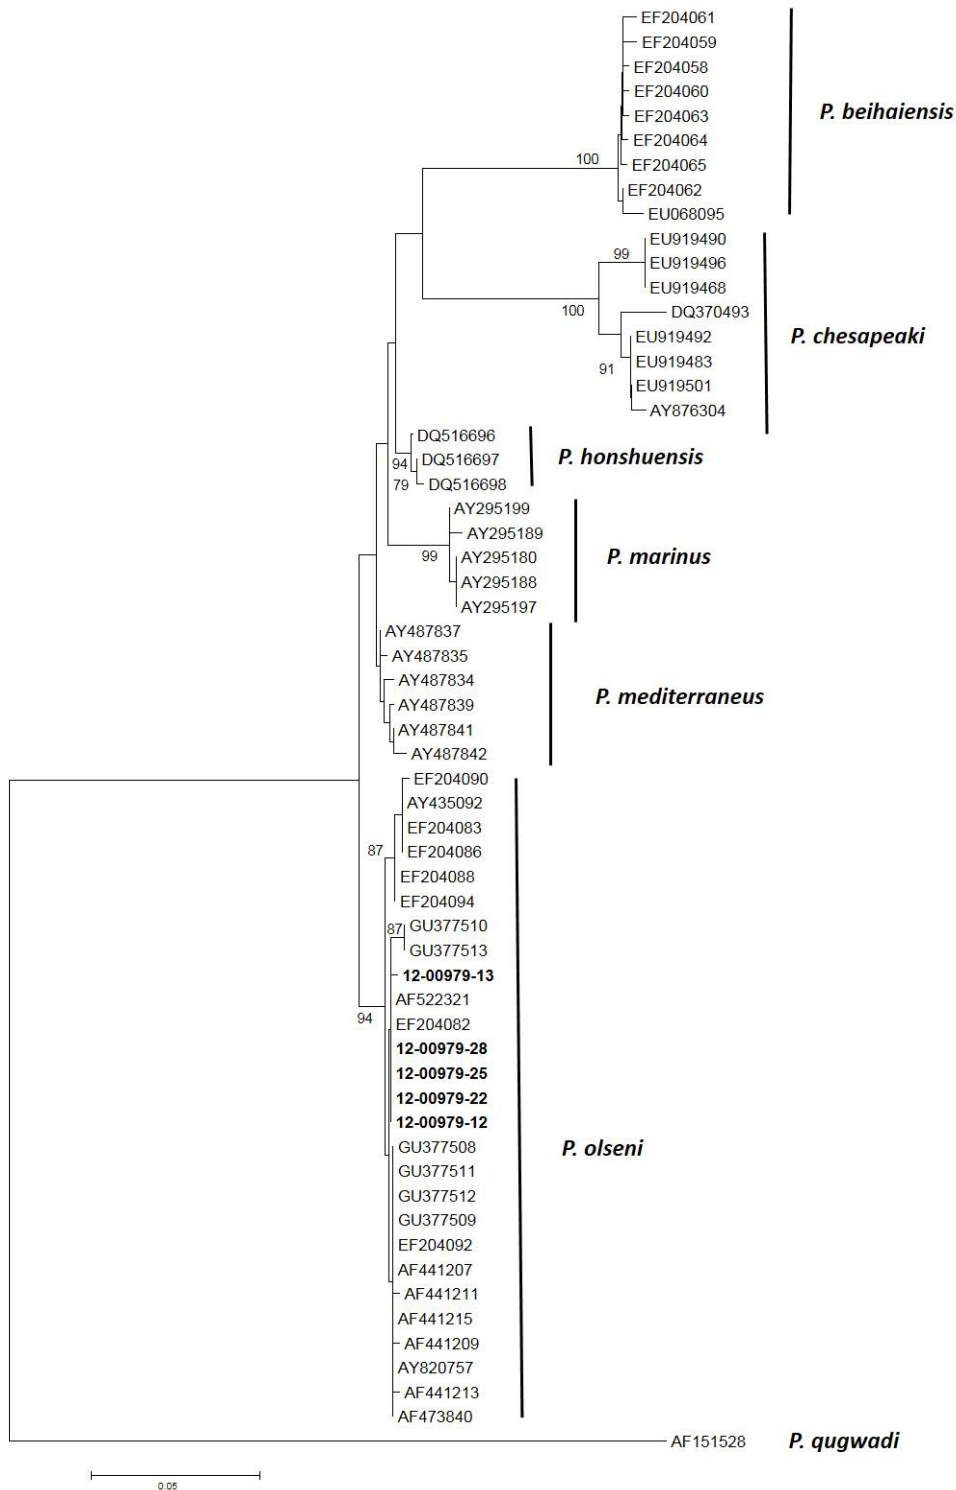 EF204061
EF204059
EF204058
EF204060
EF204063
P. beihaiensis
EF204064
EF204065
100
EF204062
EU068095
EU919490
99
EU919496
EU919468
100
DQ370493
EU919492
P. chesapeaki
EU919483
91
EU919501
AY876304
DQ516696
94
DQ516697
P. honshuensis
79
DQ516698
AY295199
AY295189
99
AY295180
P. marinus
AY295188
AY295197
AY487837
AY487835
AY487834
P. mediterraneus
AY487839
AY487841
AY487842
EF204090
AY435092
EF204083
87
EF204086
EF204088
EF204094
87
GU377510
GU377513
12-00979-13
AF522321
94
EF204082
12-00979-28
12-00979-25
12-00979-22
12-00979-12
GU377508
P. olseni
GU377511
GU377512
GU377509
EF204092
AF441207
AF441211
AF441215
AF441209
AY820757
AF441213
AF473840
AF151528
P. qugwadi
0.05